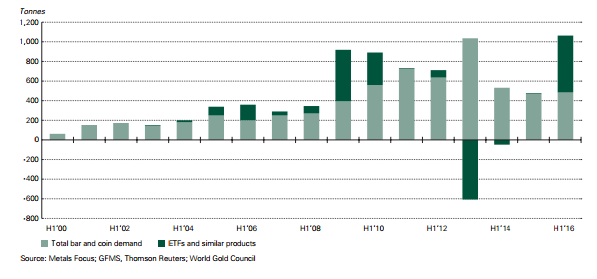 Tonnes
1,200
1,000
800
600
400
200
0
-200
-400
-600
-800
H1'00 H1'02 H1'04 H1'06 H1'08 H1'10 H1'12 H1'14 H1'16
Total bar and coin demand ETFs and similar products
Source: Metals Focus; GFMS, Thomson Reuters; World Gold Council